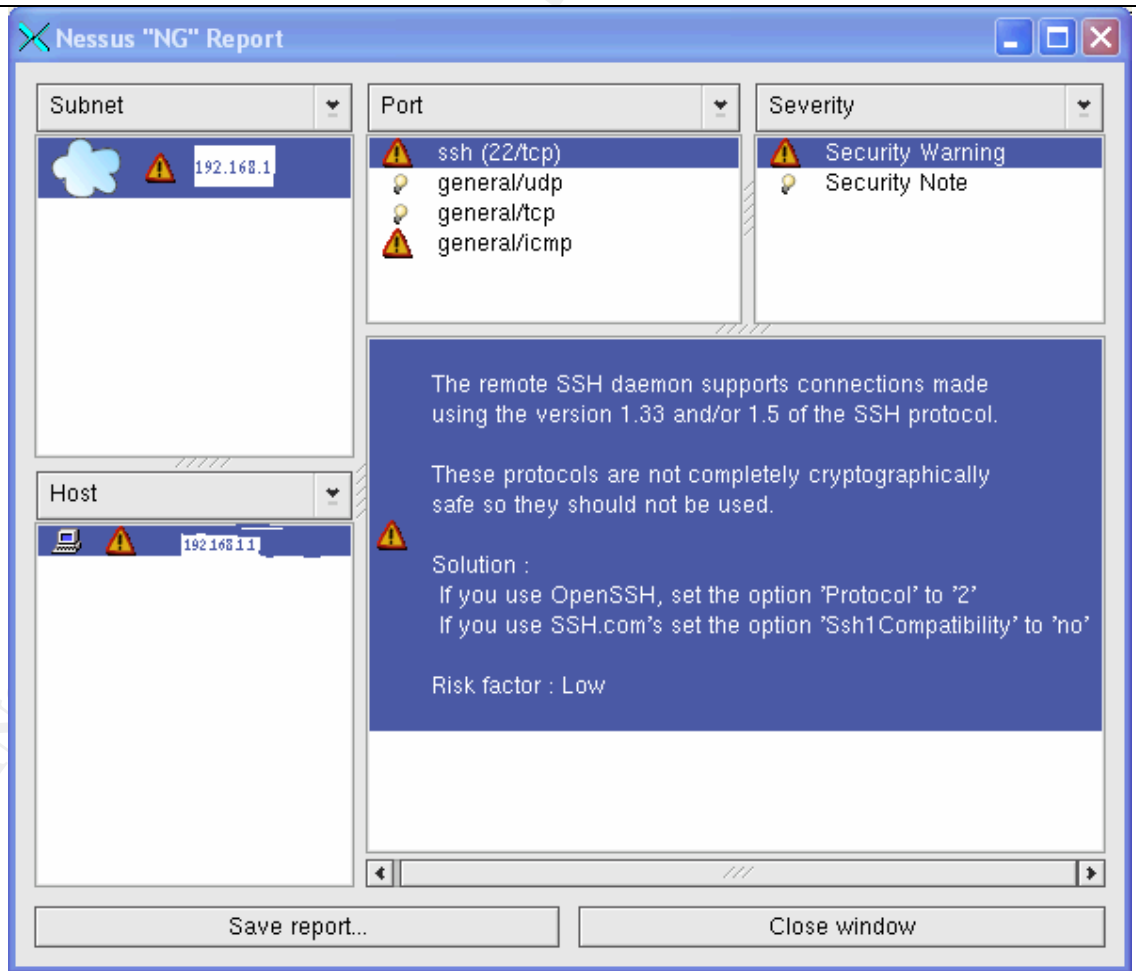 Nessus "NG" Report
Subnet
192.168.1
Port
ssh (22/tcp)
general/udp
general/tcp
general/icmp
Severity
Security Warning
Security Note
Host
192.168.1.1
The remote SSH daemon supports connections made
using the version 1.33 and/or 1.5 of the SSH protocol.
These protocols are not completely cryptographically
safe so they should not be used.
Solution :
If you use OpenSSH, set the option 'Protocol' to '2'
If you use SSH.com's set the option 'Ssh1Compatibility' to 'no'
Risk factor : Low
Save report...
Close window